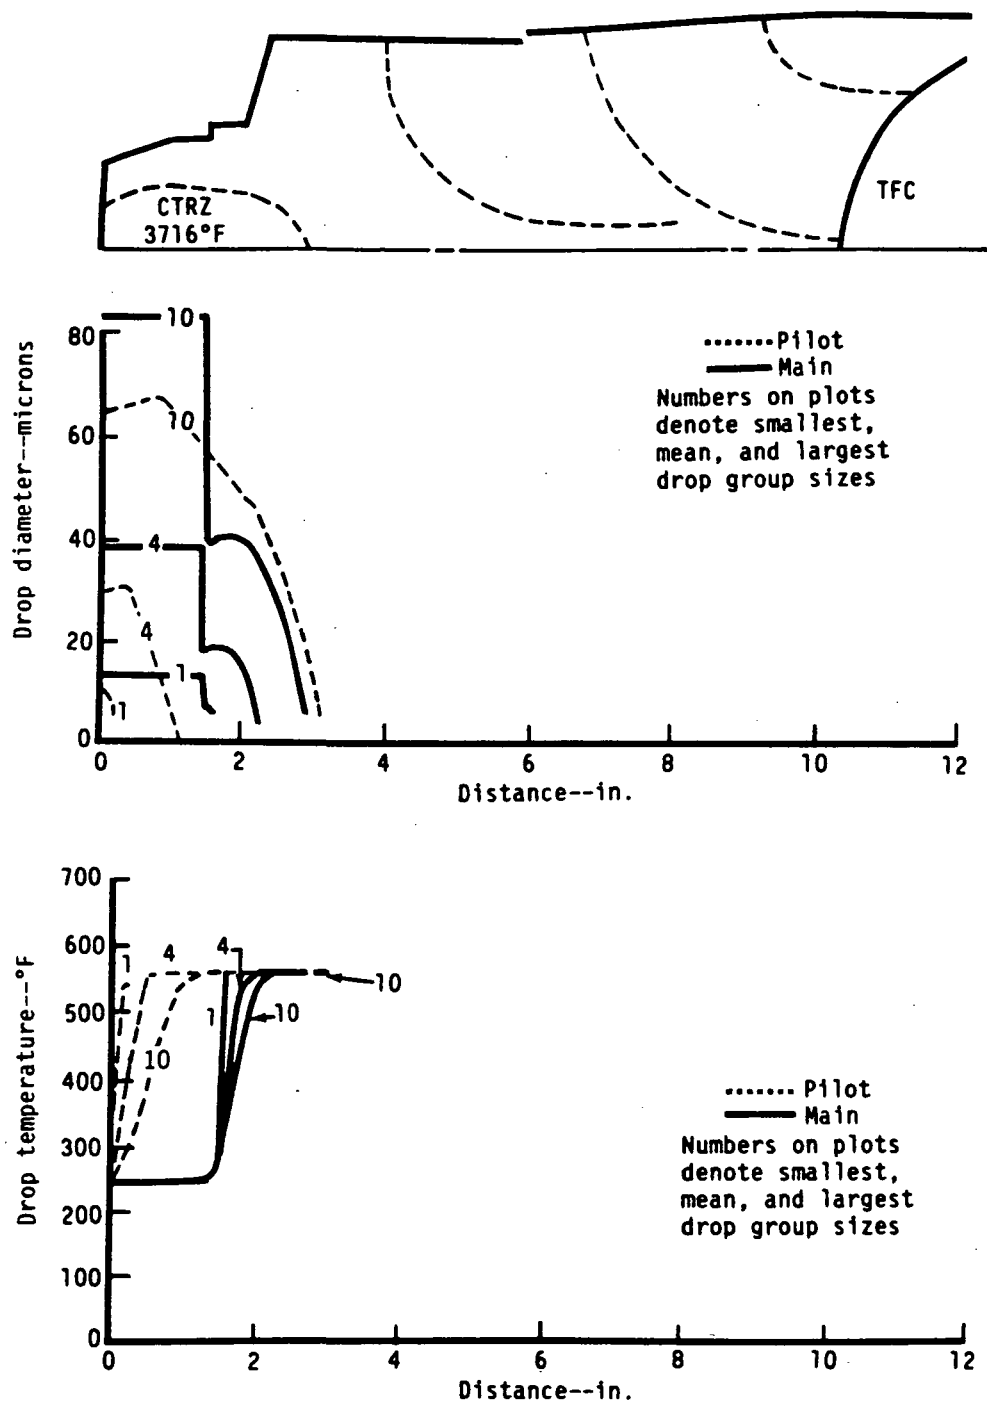 CTRZ
3716°F
TFC
Drop diameter--microns
80
60
40
20
0
10
10
4
4
1
1
Pilot
Main
Numbers on plots
denote smallest,
mean, and largest
drop group sizes
0 2 4 6 8 10 12
Distance--in.
Drop temperature--°F
700
600
500
400
300
200
100
0
1
4
10
4
1
10
10
Pilot
Main
Numbers on plots
denote smallest,
mean, and largest
drop group sizes
0 2 4 6 8 10 12
Distance--in.